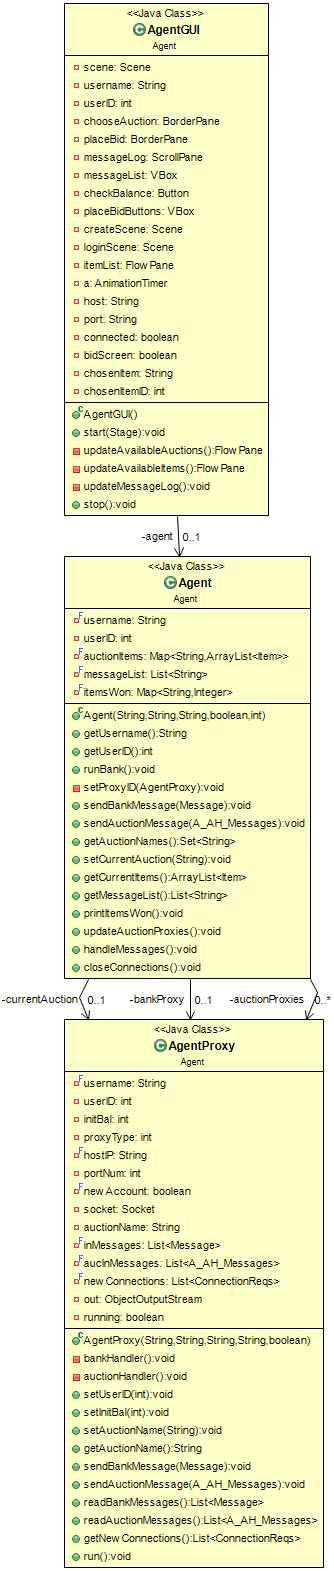 <<Java Class>>
AgentGUI
Agent
scene: Scene
username: String
userID: int
chooseAuction: BorderPane
placeBid: BorderPane
messageLog: ScrollPane
messageList: VBox
checkBalance: Button
placeBidButtons: VBox
createScene: Scene
loginScene: Scene
itemList: FlowPane
a: AnimationTimer
host: String
port: String
connected: boolean
bidScreen: boolean
chosenItem: String
chosenItemID: int
AgentGUI()
start(Stage):void
updateAvailableAuctions():FlowPane
updateAvailableItems():FlowPane
updateMessageLog():void
stop():void
-agent 0..1
<<Java Class>>
Agent
Agent
username: String
userID: int
auctionItems: Map<String,ArrayList<Item>>
messageList: List<String>
itemsWon: Map<String,Integer>
Agent(String,String,String,boolean,int)
getUsername():String
getUserID():int
runBank():void
setProxyID(AgentProxy):void
sendBankMessage(Message):void
sendAuctionMessage(A_AH_Messages):void
getAuctionNames():Set<String>
setCurrentAuction(String):void
getCurrentItems():ArrayList<Item>
getMessageList():List<String>
printItemsWon():void
updateAuctionProxies():void
handleMessages():void
closeConnections():void
-currentAuction 0..1 -bankProxy 0..1 -auctionProxies 0..*
<<Java Class>>
AgentProxy
Agent
username: String
userID: int
initBal: int
proxyType: int
hostIP: String
portNum: int
newAccount: boolean
socket: Socket
auctionName: String
inMessages: List<Message>
aucInMessages: List<A_AH_Messages>
newConnections: List<ConnectionReqs>
out: ObjectOutputStream
running: boolean
AgentProxy(String,String,String,String,boolean)
bankHandler():void
auctionHandler():void
setUserID(int):void
setInitBal(int):void
setAuctionName(String):void
getAuctionName():String
sendBankMessage(Message):void
sendAuctionMessage(A_AH_Messages):void
readBankMessages():List<Message>
readAuctionMessages():List<A_AH_Messages>
getNewConnections():List<ConnectionReqs>
run():void